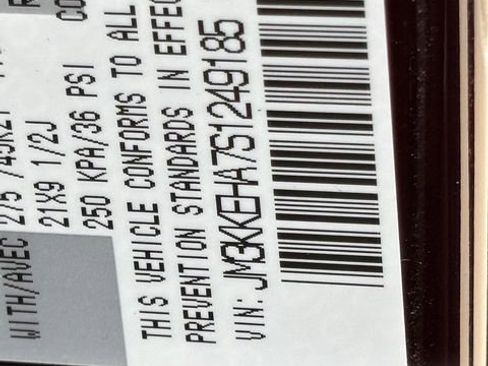 WITH/AVEC 275 /45R21
21X9 1/2J
250 KPA/36 PSI CO
THIS VEHICLE CONFORMS TO ALL
PREVENTION STANDARDS IN EFFEC
VIN: JM3KKEHA7S1249185